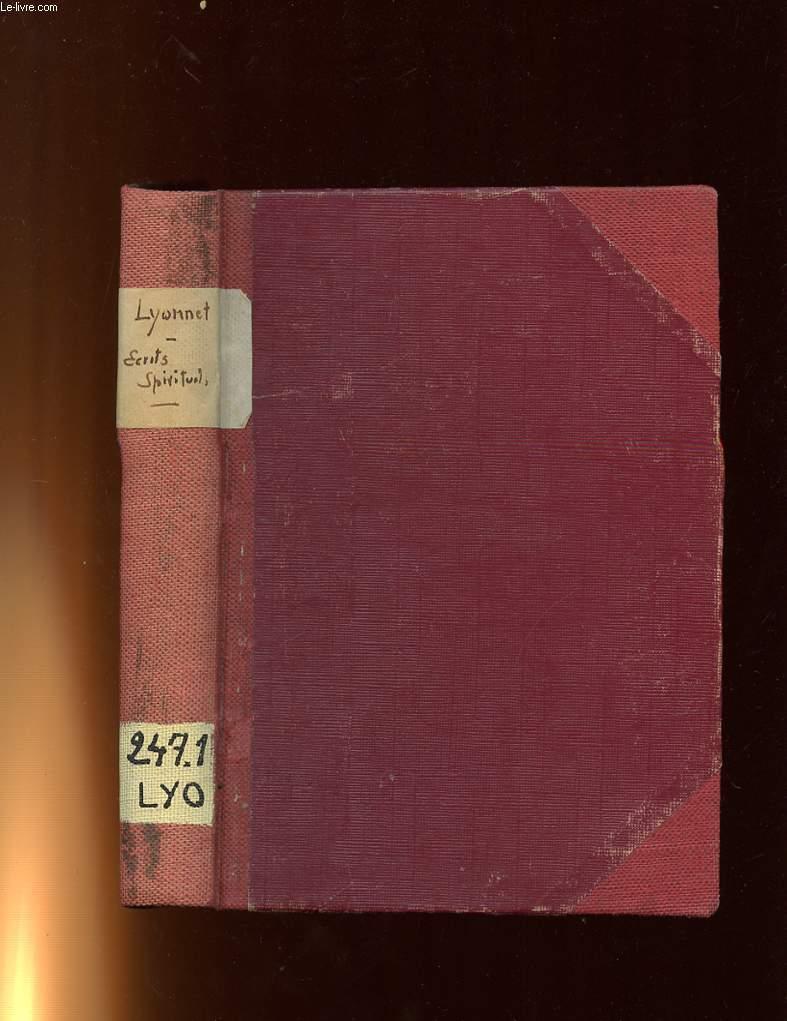 Le-livre.com
Lyonnet
-
Ecrits
Spirituels
—
247.1
LYO